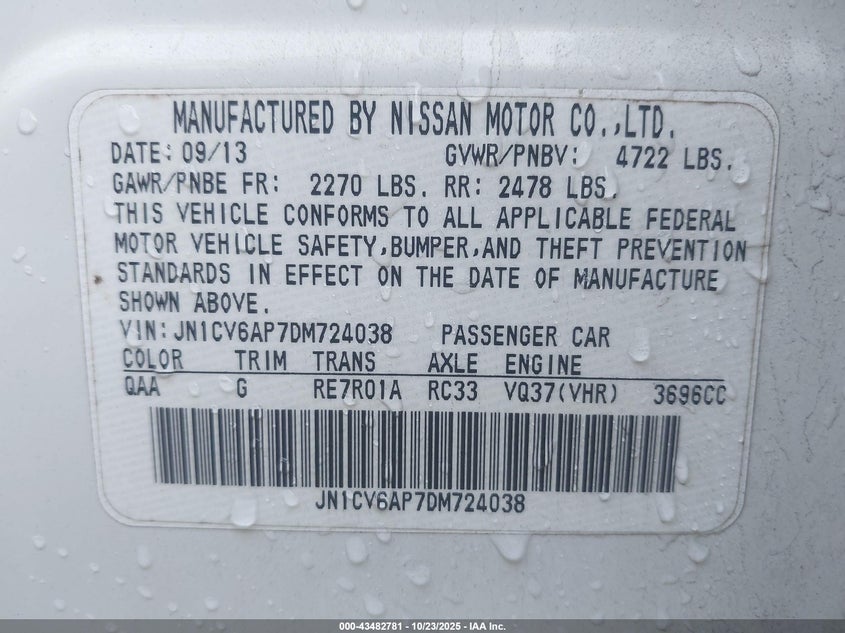 MANUFACTURED BY NISSAN MOTOR CO.,LTD.
DATE: 09/13 GVWR/PNBV: 4722 LBS.
GAWR/PNBE FR: 2270 LBS. RR: 2478 LBS.
THIS VEHICLE CONFORMS TO ALL APPLICABLE FEDERAL
MOTOR VEHICLE SAFETY,BUMPER,AND THEFT PREVENTION
STANDARDS IN EFFECT ON THE DATE OF MANUFACTURE
SHOWN ABOVE.
VIN:JN1CV6AP7DM724038 PASSENGER CAR
COLOR TRIM TRANS AXLE ENGINE
QAA G RE7R01A RC33 VQ37(VHR) 3696CC
JN1CV6AP7DM724038
000-43482781 - 10/23/2025 - IAA Inc.